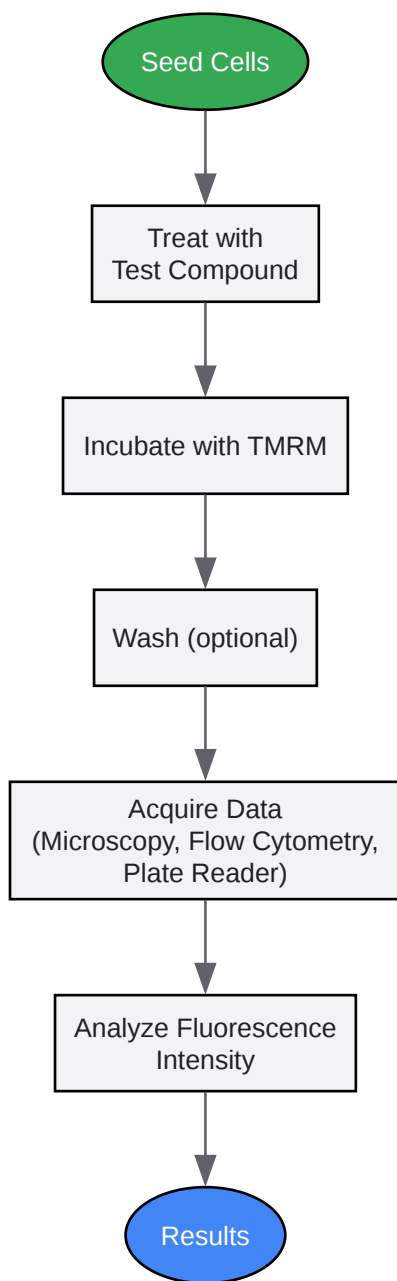 Seed Cells
Treat with
Test Compound
Incubate with TMRM
Wash (optional)
Acquire Data
(Microscopy, Flow Cytometry,
Plate Reader)
Analyze Fluorescence
Intensity
Results